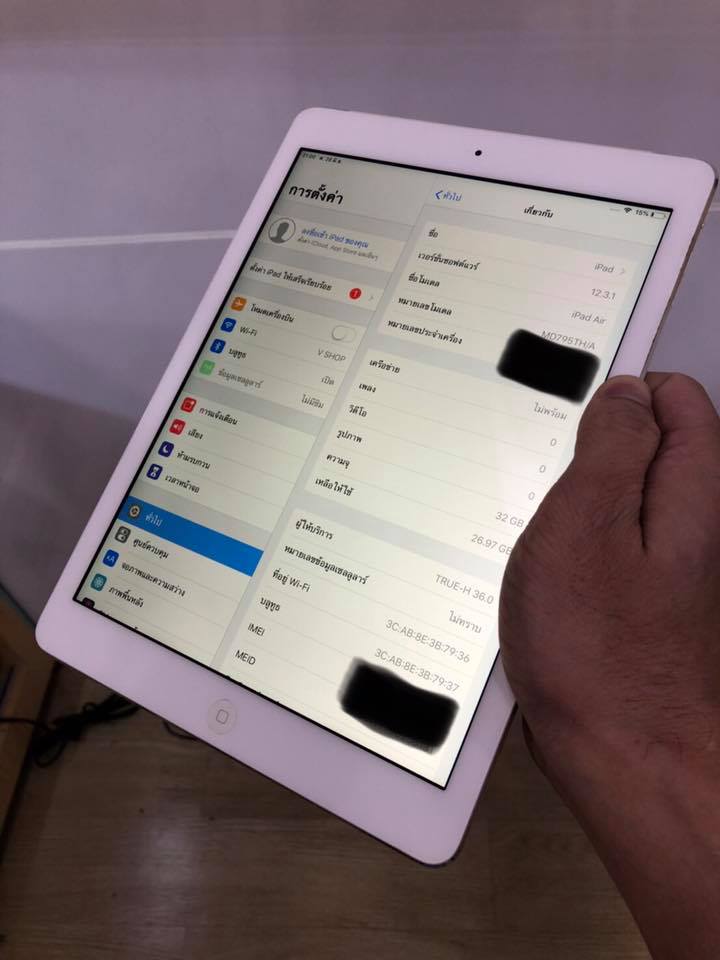 21:00
การตั้งค่า
ลงชื่อเข้า iPad ของคุณ
ตั้งค่า iCloud, App Store และอื่นๆ
ตั้งค่า iPad ให้เสร็จเรียบร้อย 1
โหมดเครื่องบิน
Wi-Fi V SHOP
บลูทูธ เปิด
ข้อมูลเซลลูลาร์ ไม่มีซิม
การแจ้งเตือน
เสียง
ห้ามรบกวน
เวลาหน้าจอ
ทั่วไป
ศูนย์ควบคุม
จอภาพและความสว่าง
ภาพพื้นหลัง
15%
ทั่วไป
เกี่ยวกับ
ชื่อ iPad
เวอร์ชั่นซอฟต์แวร์ 12.3.1
ชื่อโมเดล iPad Air
หมายเลขโมเดล MD795TH/A
หมายเลขประจำเครื่อง
เครือข่าย ไม่พร้อม
เพลง 0
วิดีโอ 0
รูปภาพ 0
ความจุ 32 GB
เหลือให้ใช้ 26.97 GB
ผู้ให้บริการ TRUE-H 36.0
หมายเลขข้อมูลเซลลูลาร์ ไม่ทราบ
ที่อยู่ Wi-Fi 3C:AB:8E:3B:79:36
บลูทูธ 3C:AB:8E:3B:79:37
IMEI
MEID